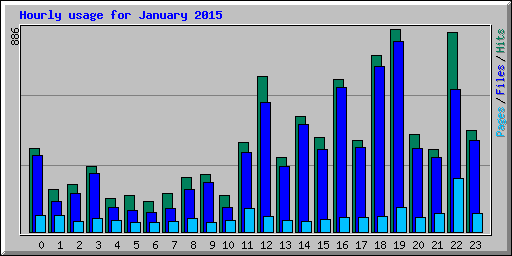 Hourly usage for January 2015
886
Pages / Files / Hits
0 1 2 3 4 5 6 7 8 9 10 11 12 13 14 15 16 17 18 19 20 21 22 23